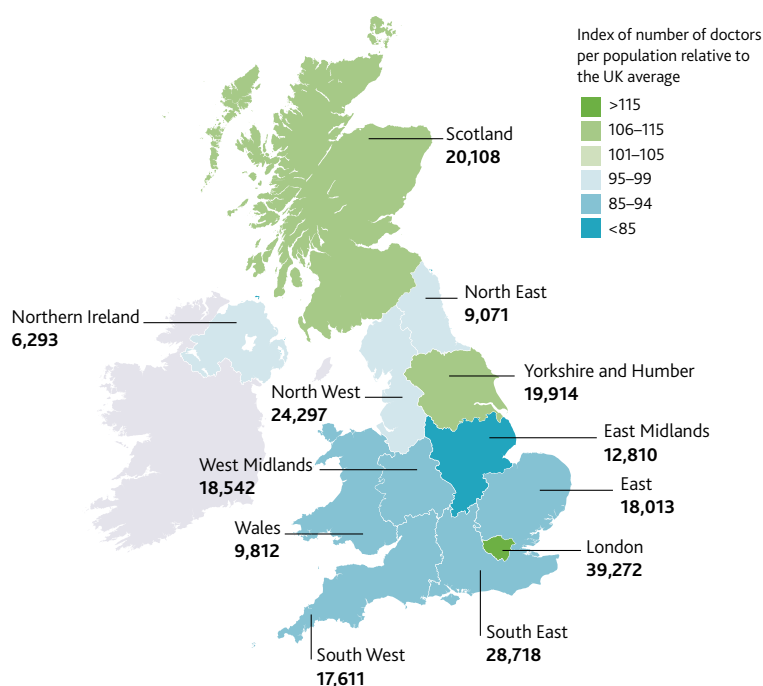 Index of number of doctors
per population relative to
the UK average
>115
106–115
101–105
95–99
85–94
<85
Scotland
20,108
North East
9,071
Northern Ireland
6,293
Yorkshire and Humber
19,914
North West
24,297
East Midlands
12,810
West Midlands
18,542
East
18,013
Wales
9,812
London
39,272
South East
28,718
South West
17,611